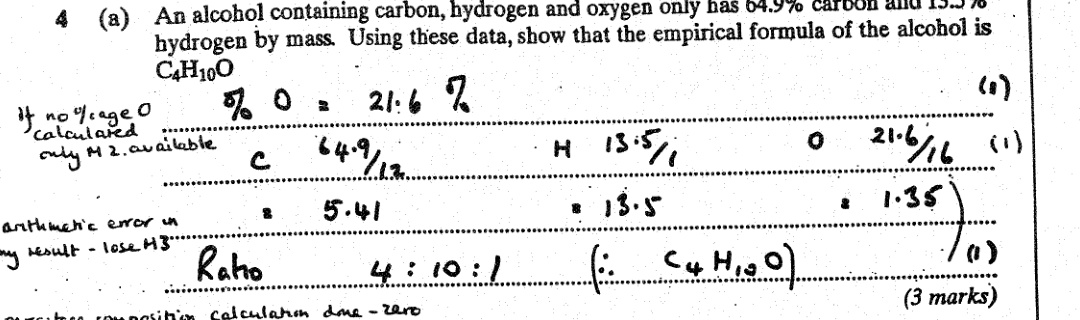 4 (a) An alcohol containing carbon, hydrogen and oxygen only has 64.9% carbon and 13.5%
hydrogen by mass. Using these data, show that the empirical formula of the alcohol is
C₄H₁₀O
% O = 21.6 % (1)
If no %age O
calculated
only M2 available
C 64.9/12 H 13.5/1 O 21.6/16 (1)
= 5.41 = 13.5 = 1.35
arithmetic error in
my result - lose M3
Ratio 4 : 10 : 1 (∴ C₄H₁₀O) (1)
(3 marks)
composition calculation done - zero